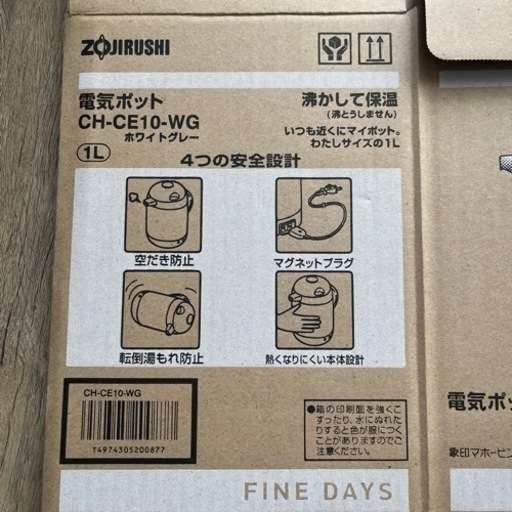 ZOJIRUSHI
電気ポット
CH-CE10-WG
ホワイトグレー
1L
沸かして保温
(沸とうしません)
いつも近くにマイポット。
わたしサイズの1L
4つの安全設計
空だき防止
マグネットプラグ
転倒湯もれ防止
熱くなりにくい本体設計
CH-CE10-WG
T4974305200877
●箱の印刷面を強くこ
すったり、水にぬれた
りすると色が服につく
ことがありますのでご
注意ください。
FINE DAYS
電気ポッ
象印マホービン